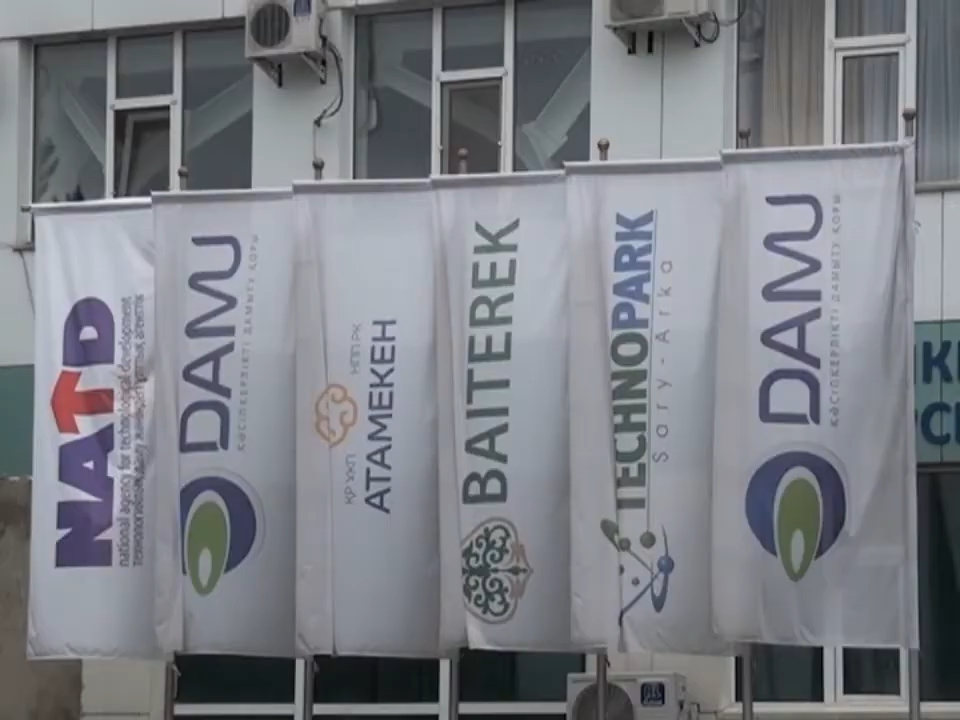 NATD
national agency for technological development
DAMU
КӘСІПКЕРЛІКТІ ДАМЫТУ ҚОРЫ
ҚР ҰКП
НПП РК
АТАМЕКЕН
BAITEREK
TECHNOPARK
Sary-Arka
DAMU
КӘСІПКЕРЛІКТІ ДАМЫТУ ҚОРЫ